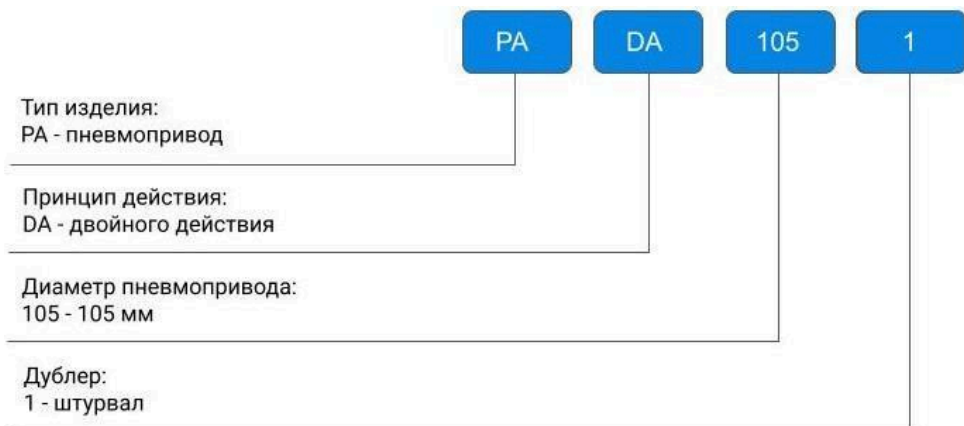 PA DA 105 1
Тип изделия:
PA - пневмопривод
Принцип действия:
DA - двойного действия
Диаметр пневмопривода:
105 - 105 мм
Дублер:
1 - штурвал